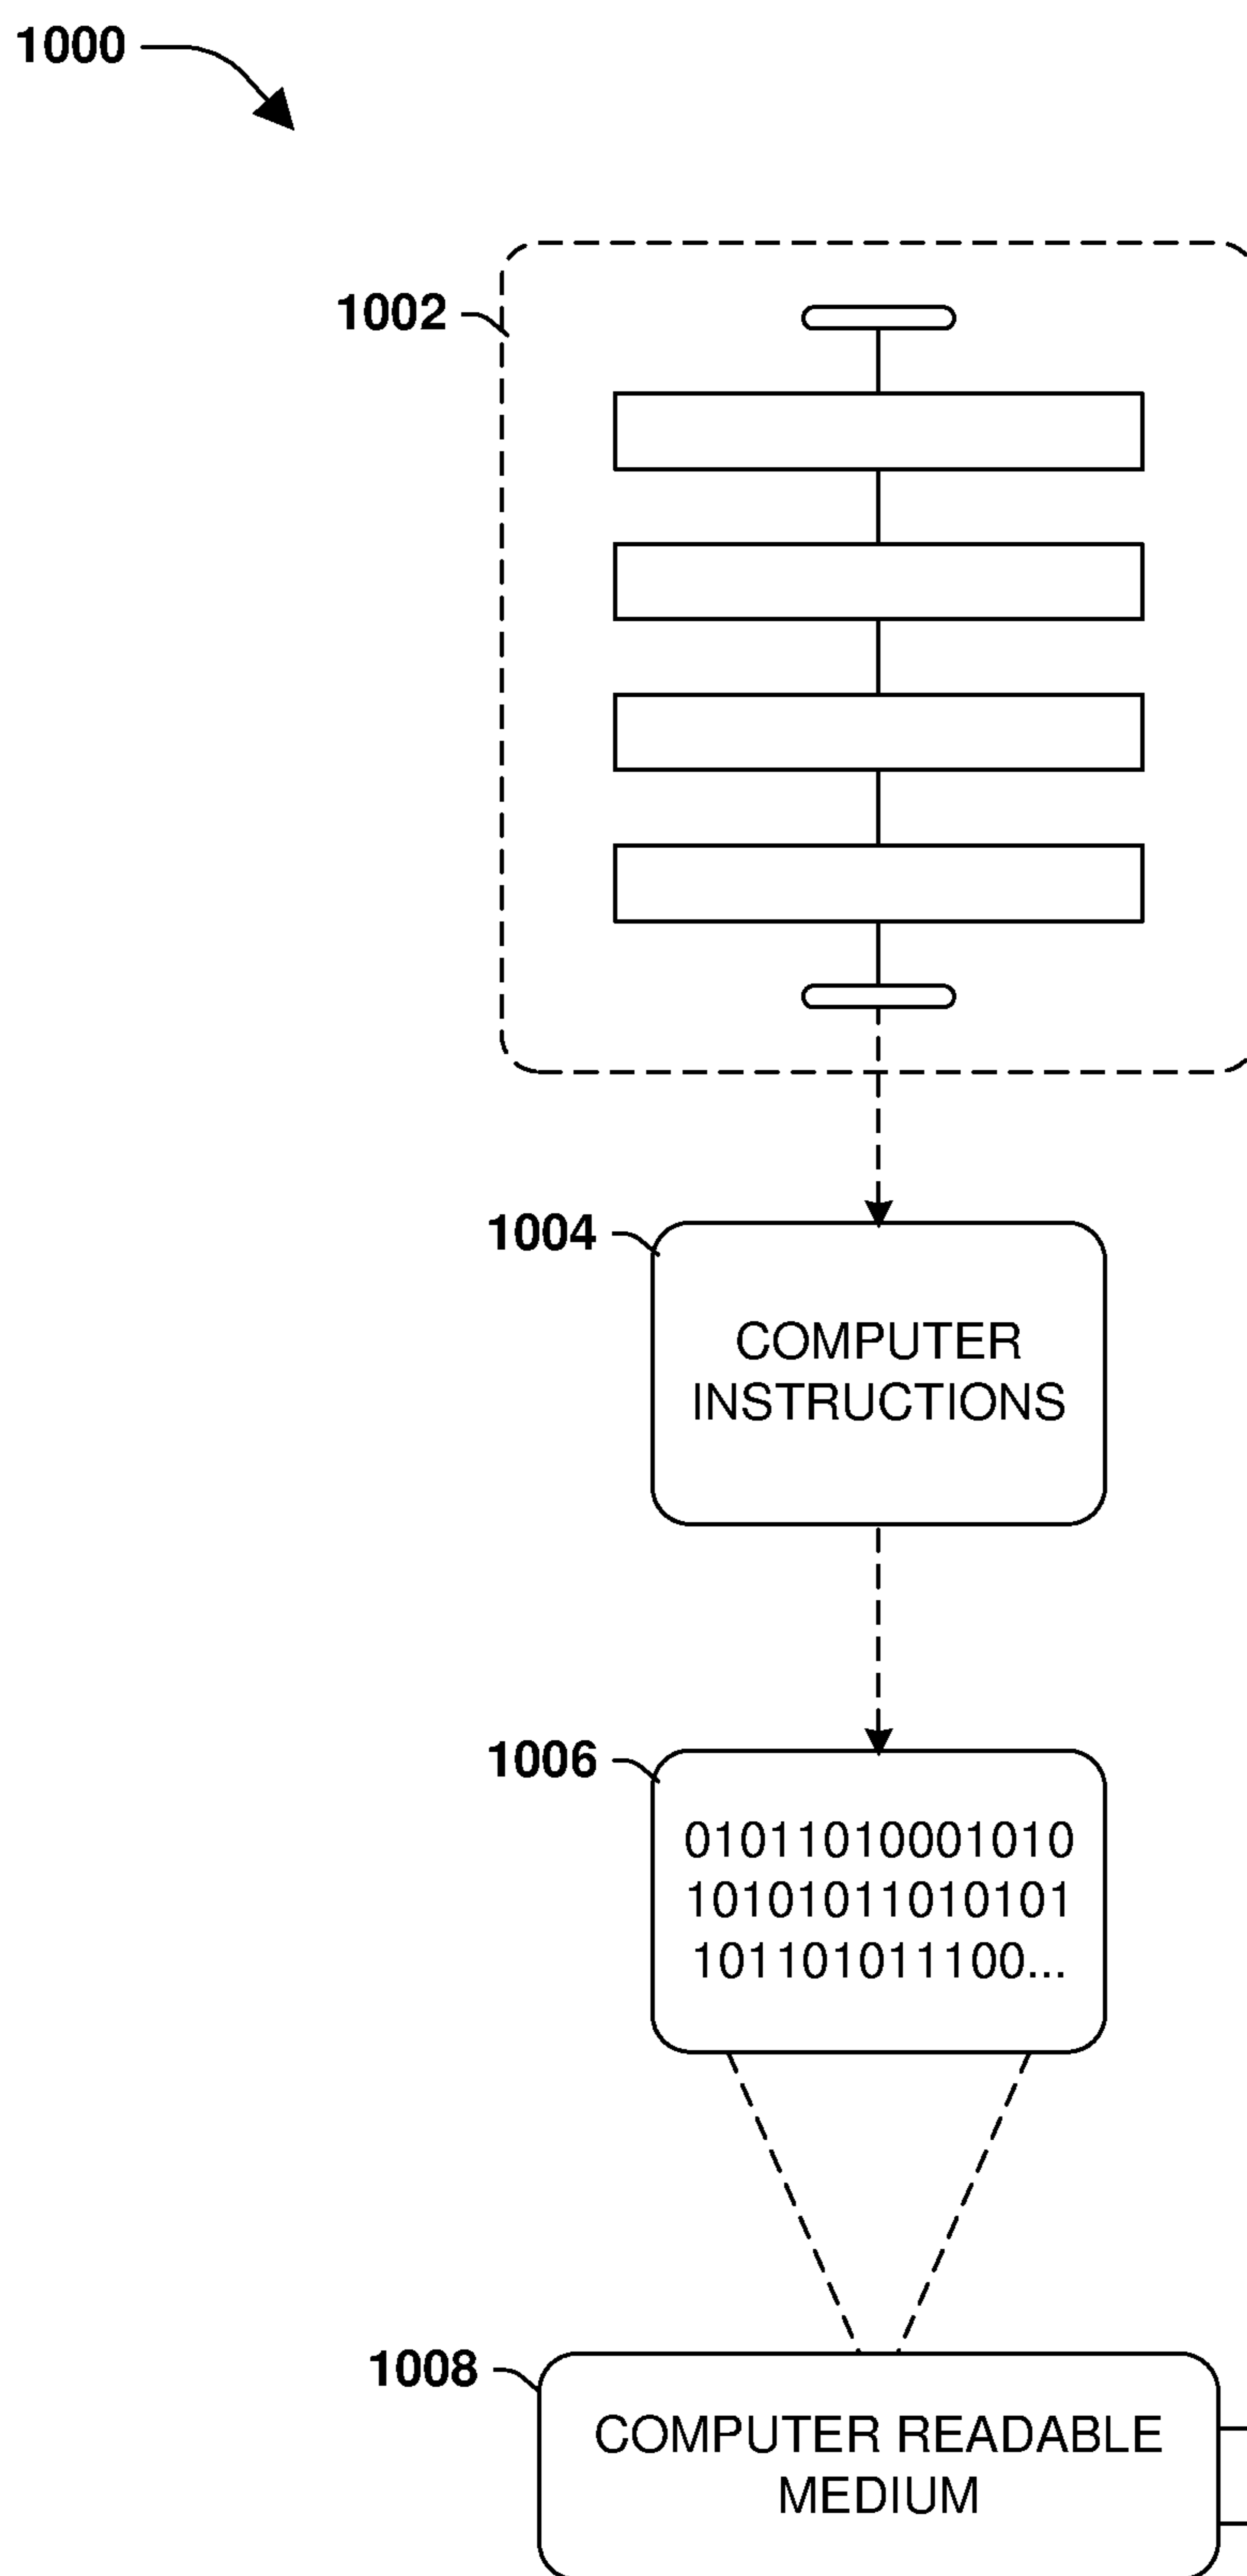 1000
1002
1004
COMPUTER
INSTRUCTIONS
1006
01011010001010
10101011010101
101101011100...
1008
COMPUTER READABLE
MEDIUM